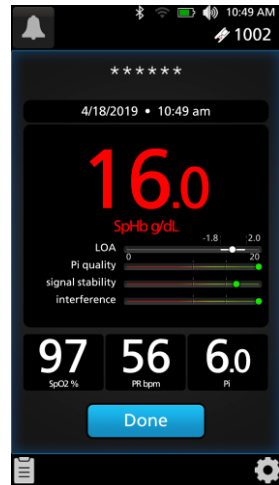 10:49 AM
1002
******
4/18/2019 • 10:49 am
16.0
SpHb g/dL
-1.8 2.0
LOA
0 20
Pi quality
signal stability
interference
97 56 6.0
SpO2 % PR bpm Pi
Done